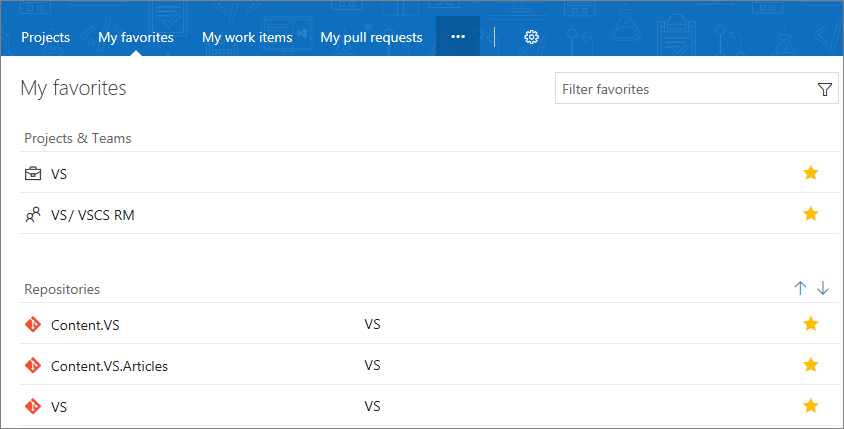 Projects My favorites My work items My pull requests ...
My favorites
Filter favorites
Projects & Teams
VS
VS/ VSCS RM
Repositories
Content.VS VS
Content.VS.Articles VS
VS VS